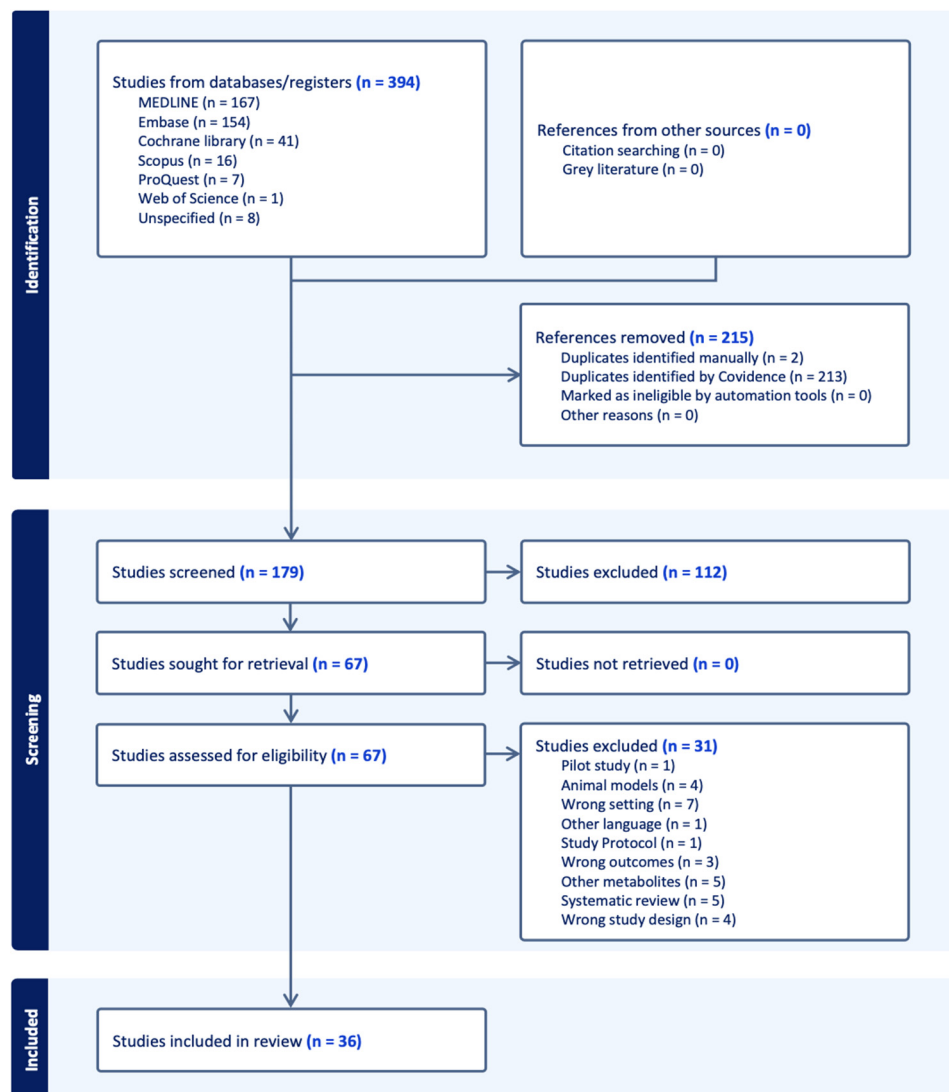 Identification
Studies from databases/registers (n = 394)
MEDLINE (n = 167)
Embase (n = 154)
Cochrane library (n = 41)
Scopus (n = 16)
ProQuest (n = 7)
Web of Science (n = 1)
Unspecified (n = 8)
References from other sources (n = 0)
Citation searching (n = 0)
Grey literature (n = 0)
References removed (n = 215)
Duplicates identified manually (n = 2)
Duplicates identified by Covidence (n = 213)
Marked as ineligible by automation tools (n = 0)
Other reasons (n = 0)
Screening
Studies screened (n = 179)
Studies excluded (n = 112)
Studies sought for retrieval (n = 67)
Studies not retrieved (n = 0)
Studies assessed for eligibility (n = 67)
Studies excluded (n = 31)
Pilot study (n = 1)
Animal models (n = 4)
Wrong setting (n = 7)
Other language (n = 1)
Study Protocol (n = 1)
Wrong outcomes (n = 3)
Other metabolites (n = 5)
Systematic review (n = 5)
Wrong study design (n = 4)
Included
Studies included in review (n = 36)